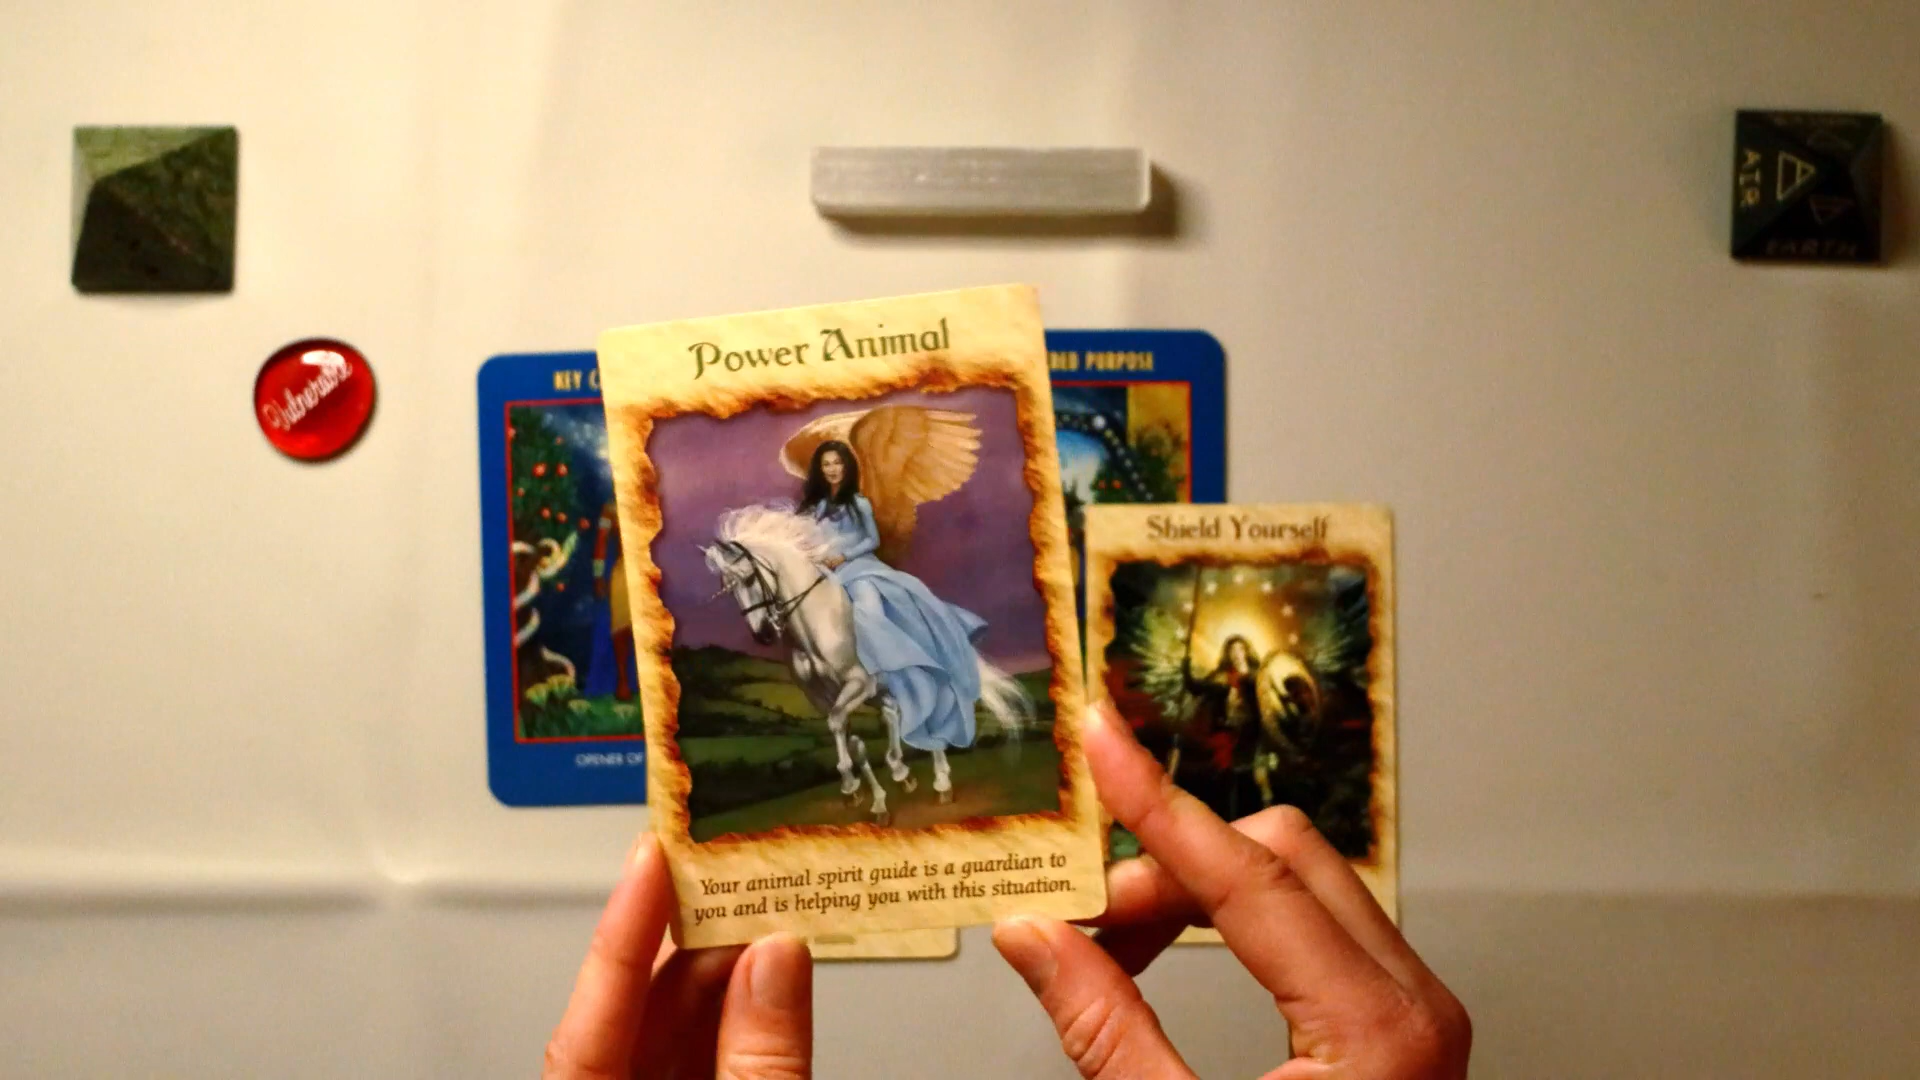 AIR
EARTH
Vulnerable
KEY C
RED PURPOSE
Power Animal
Shield Yourself
OPENER OF
Your animal spirit guide is a guardian to
you and is helping you with this situation.